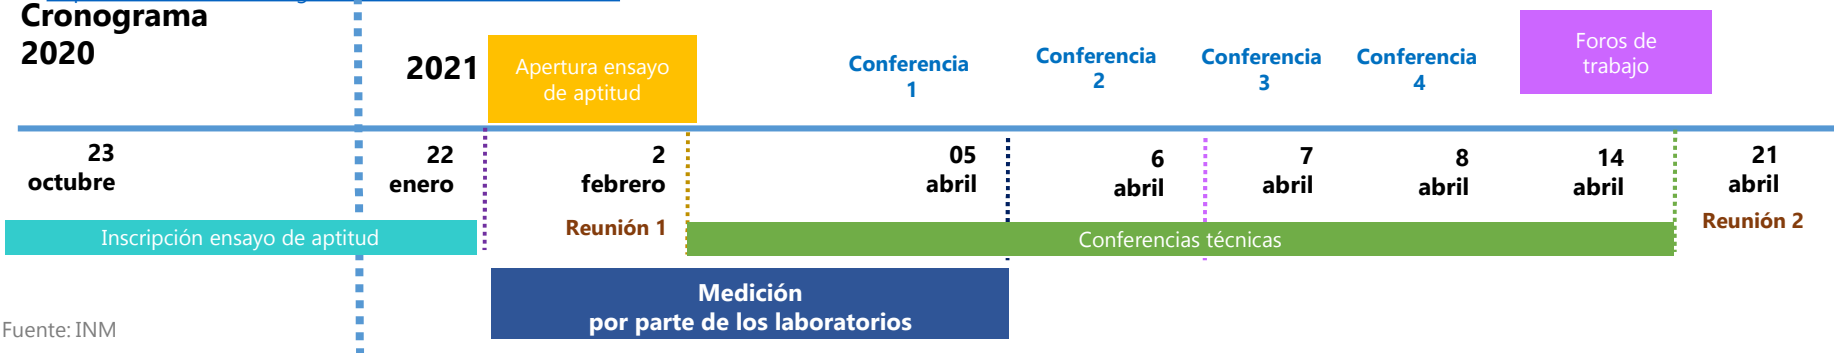 Cronograma
2020
2021
Apertura ensayo
de aptitud
Conferencia
1
Conferencia
2
Conferencia
3
Conferencia
4
Foros de
trabajo
23
octubre
22
enero
2
febrero
05
abril
6
abril
7
abril
8
abril
14
abril
21
abril
Reunión 1
Reunión 2
Inscripción ensayo de aptitud
Conferencias técnicas
Medición
por parte de los laboratorios
Fuente: INM